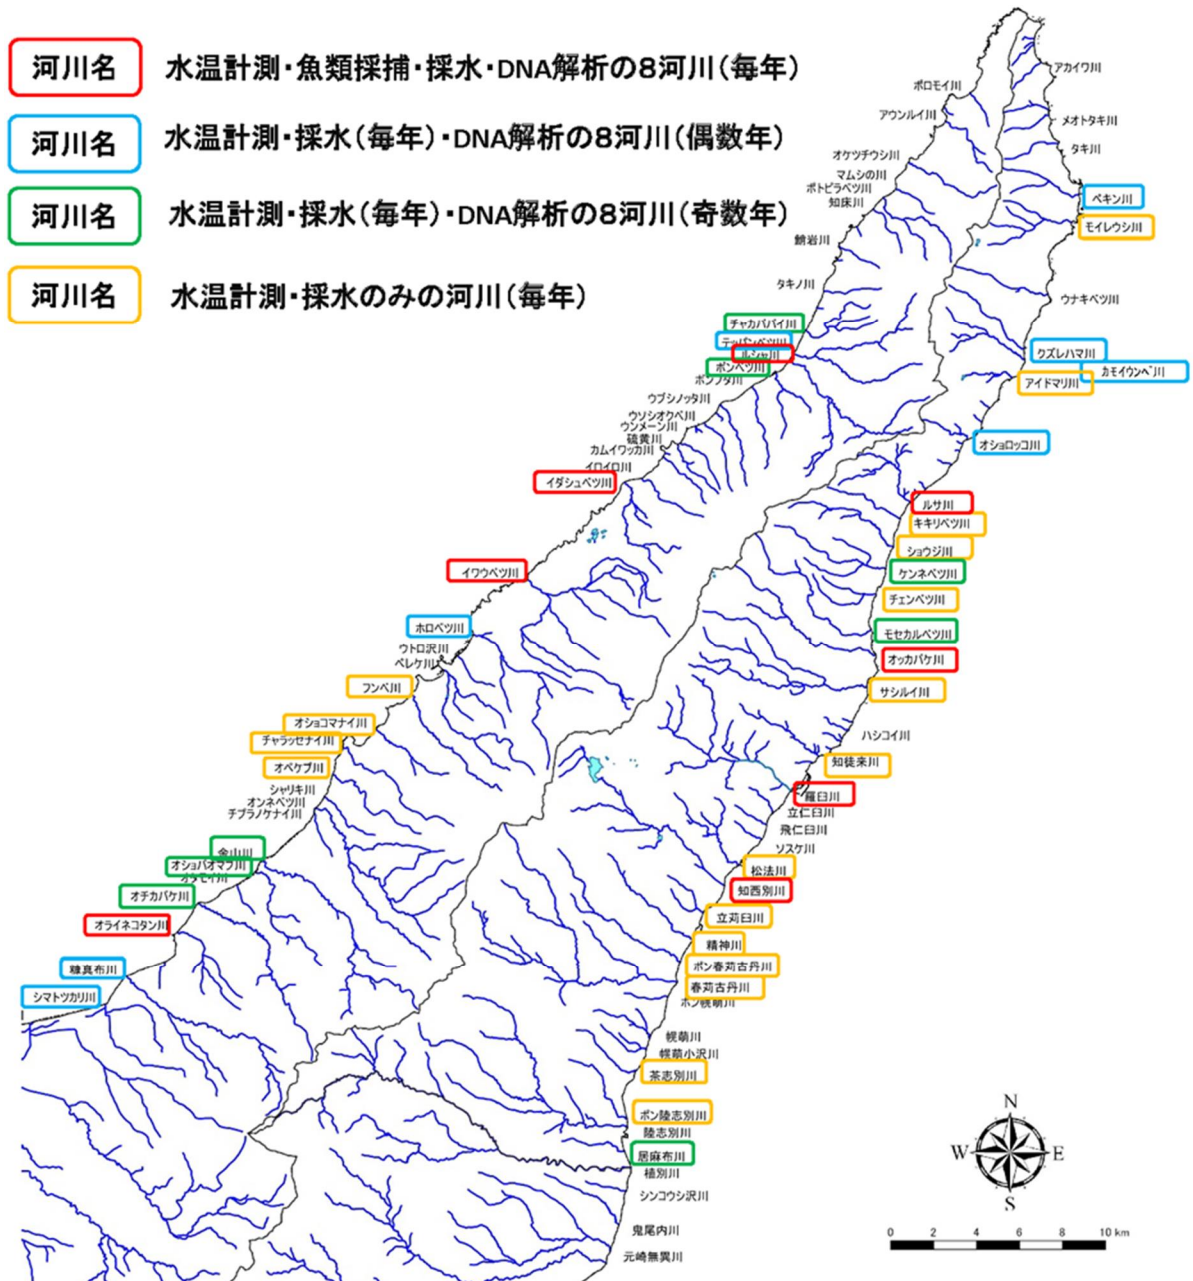 河川名 水温計測・魚類採捕・採水・DNA解析の8河川(毎年)
河川名 水温計測・採水(毎年)・DNA解析の8河川(偶数年)
河川名 水温計測・採水(毎年)・DNA解析の8河川(奇数年)
河川名 水温計測・採水のみの河川(毎年)
ポロモイ川
アウンルイ川
オケツチウシ川
マムシの川
ポトピラベツ川
知床川
鮹岩川
タキノ川
チャカババイ川
テッパンベツ川
ルシャ川
ポンベツ川
ポンプタ川
ウブシノッタ川
ウソシオクベ川
ウンメーン川
硫黄川
カムイワッカ川
イロイロ川
イダシュベツ川
イワウベツ川
ホロベツ川
ウトロ沢川
ペレケ川
フンベ川
オショコマナイ川
チャラッセナイ川
オペケプ川
シャリキ川
オンネベツ川
チプラノケナイ川
金山川
オショパオマブ川
オタモイ川
オチカバケ川
オライネコタン川
糠真布川
シマトツカリ川
アカイワ川
メオトタキ川
タキ川
ペキン川
モイレウシ川
ウナキベツ川
クズレハマ川
カモイウンベ川
アイドマリ川
オショロッコ川
ルサ川
キキリベツ川
ショウジ川
ケンネベツ川
チェンベツ川
モセカルベツ川
オッカバケ川
サシルイ川
ハシコイ川
知徒来川
羅臼川
立仁臼川
飛仁臼川
ソスケ川
松法川
知西別川
立苅臼川
精神川
ポン春苅古丹川
春苅古丹川
ポン幌萌川
幌萌川
幌萌小沢川
茶志別川
ポン陸志別川
陸志別川
居麻布川
植別川
シンコウシ沢川
鬼尾内川
元崎無異川
N
W E
S
0 2 4 6 8 10 km